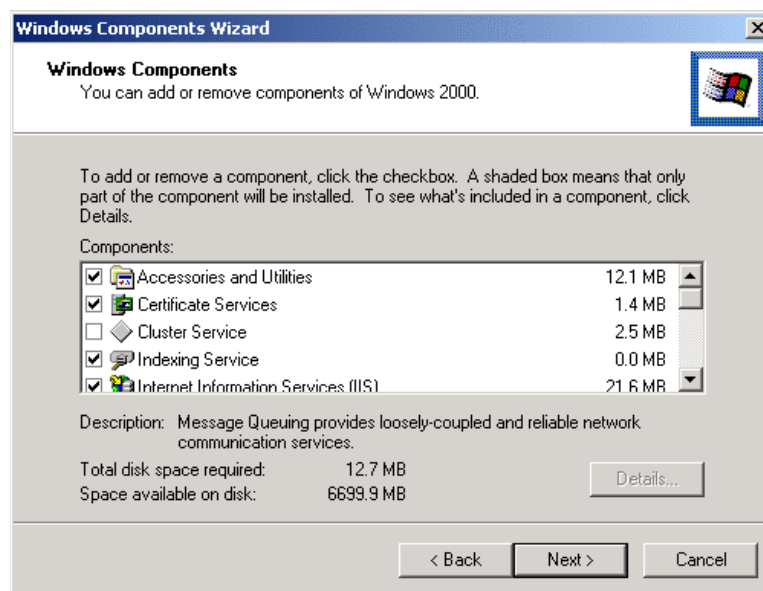 Windows Components Wizard
Windows Components
You can add or remove components of Windows 2000.
To add or remove a component, click the checkbox. A shaded box means that only
part of the component will be installed. To see what's included in a component, click
Details.
Components:
Accessories and Utilities 12.1 MB
Certificate Services 1.4 MB
Cluster Service 2.5 MB
Indexing Service 0.0 MB
Internet Information Services (IIS) 21.6 MB
Description: Message Queuing provides loosely-coupled and reliable network
communication services.
Total disk space required: 12.7 MB
Space available on disk: 6699.9 MB
Details...
< Back Next > Cancel